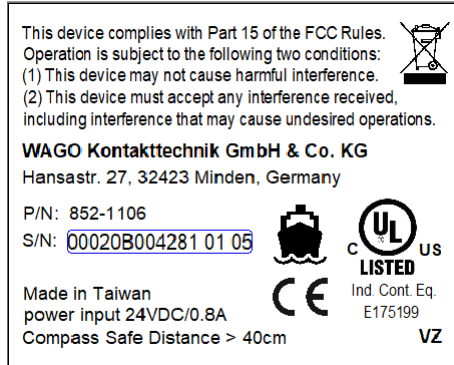 This device complies with Part 15 of the FCC Rules.
Operation is subject to the following two conditions:
(1) This device may not cause harmful interference.
(2) This device must accept any interference received,
including interference that may cause undesired operations.
WAGO Kontakttechnik GmbH & Co. KG
Hansastr. 27, 32423 Minden, Germany
P/N: 852-1106
S/N: 00020B004281 01 05
C UL US
LISTED
Ind. Cont. Eq.
E175199
CE
Made in Taiwan
power input 24VDC/0.8A
Compass Safe Distance > 40cm
VZ